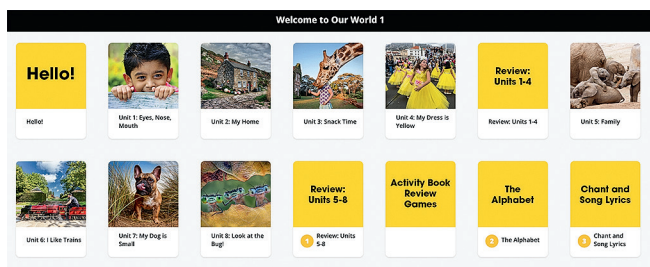 Welcome to Our World 1
Hello!
Hello!
Unit 1: Eyes, Nose,
Mouth
Unit 2: My Home
Unit 3: Snack Time
Unit 4: My Dress is
Yellow
Review:
Units 1-4
Review: Units 1-4
Unit 5: Family
Unit 6: I Like Trains
Unit 7: My Dog is
Small
Unit 8: Look at the
Bug!
Review:
Units 5-8
1 Review: Units
5-8
Activity Book
Review
Games
The
Alphabet
2 The Alphabet
Chant and
Song Lyrics
3 Chant and
Song Lyrics